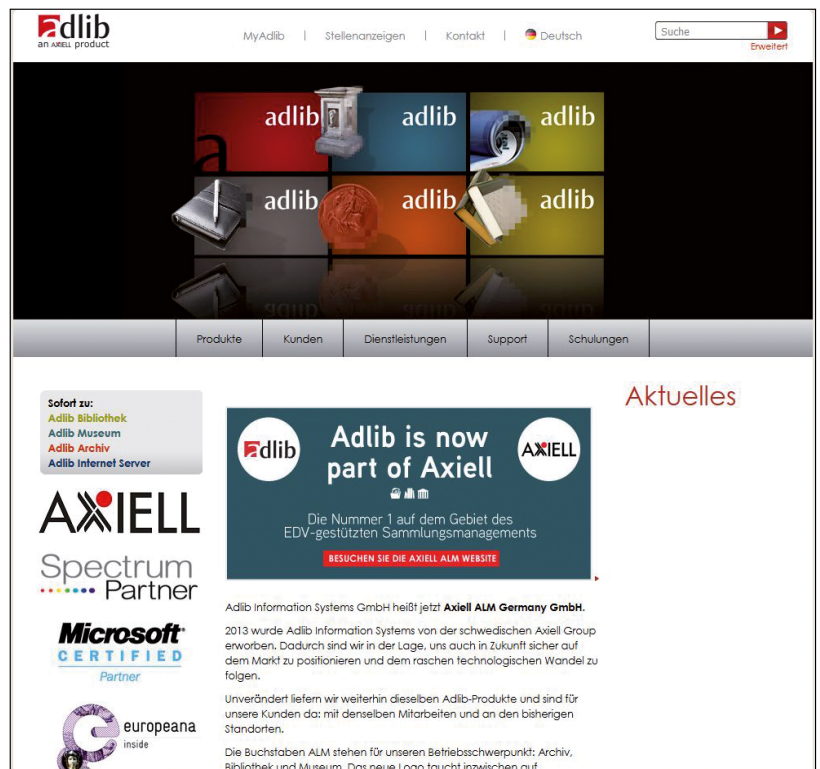 adlib
an AXIELL product
MyAdlib | Stellenanzeigen | Kontakt | Deutsch
Suche
Erweitert
adlib adlib adlib
adlib adlib adlib
Produkte Kunden Dienstleistungen Support Schulungen
Sofort zu:
Adlib Bibliothek
Adlib Museum
Adlib Archiv
Adlib Internet Server
AXIELL
Spectrum
Partner
Microsoft
CERTIFIED
Partner
europeana
inside
adlib
Adlib is now
part of Axiell
AXIELL
Die Nummer 1 auf dem Gebiet des
EDV-gestützten Sammlungsmanagements
BESUCHEN SIE DIE AXIELL ALM WEBSITE
Adlib Information Systems GmbH heißt jetzt Axiell ALM Germany GmbH.
2013 wurde Adlib Information Systems von der schwedischen Axiell Group
erworben. Dadurch sind wir in der Lage, uns auch in Zukunft sicher auf
dem Markt zu positionieren und dem raschen technologischen Wandel zu
folgen.
Unverändert liefern wir weiterhin dieselben Adlib-Produkte und sind für
unsere Kunden da: mit denselben Mitarbeiten und an den bisherigen
Standorten.
Die Buchstaben ALM stehen für unseren Betriebsschwerpunkt: Archiv,
Bibliothek und Museum. Das neue Logo taucht inzwischen auf
Aktuelles